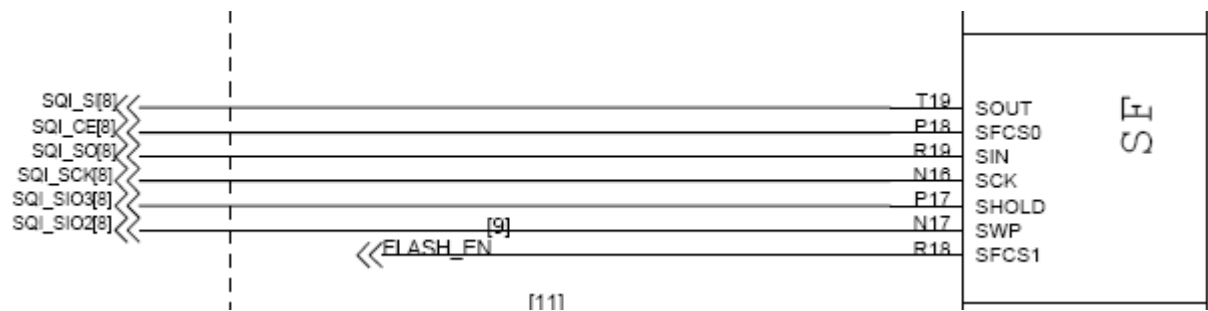 SQI_SI[8] T19 SOUT
SQI_CE[8] P18 SFCS0
SQI_SO[8] R19 SIN
SQI_SCK[8] N16 SCK
SQI_SIO3[8] P17 SHOLD
SQI_SIO2[8] [9] N17 SWP
FLASH_EN R18 SFCS1
[11]
SF